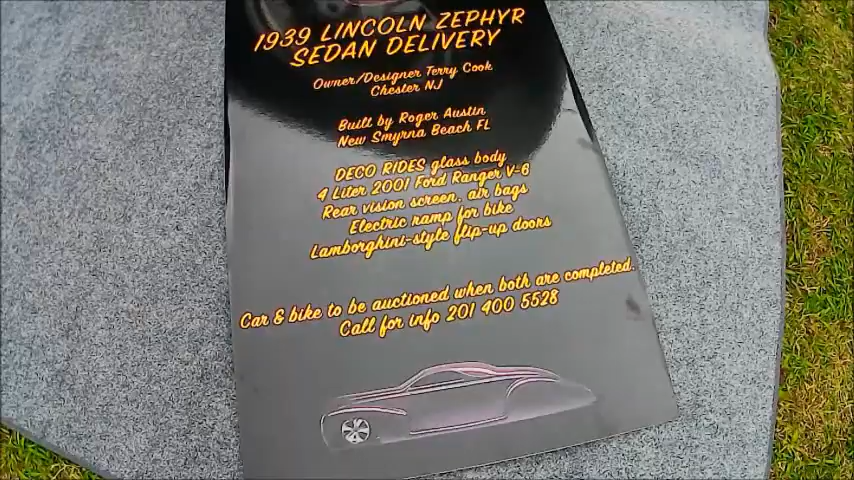 1939 LINCOLN ZEPHYR
SEDAN DELIVERY
Owner/Designer Terry Cook
Chester NJ
Built by Roger Austin
New Smyrna Beach FL
DECO RIDES glass body
4 Liter 2001 Ford Ranger V-6
Rear vision screen, air bags
Electric ramp for bike
Lamborghini-style flip-up doors
Car & bike to be auctioned when both are completed.
Call for info 201 400 5528